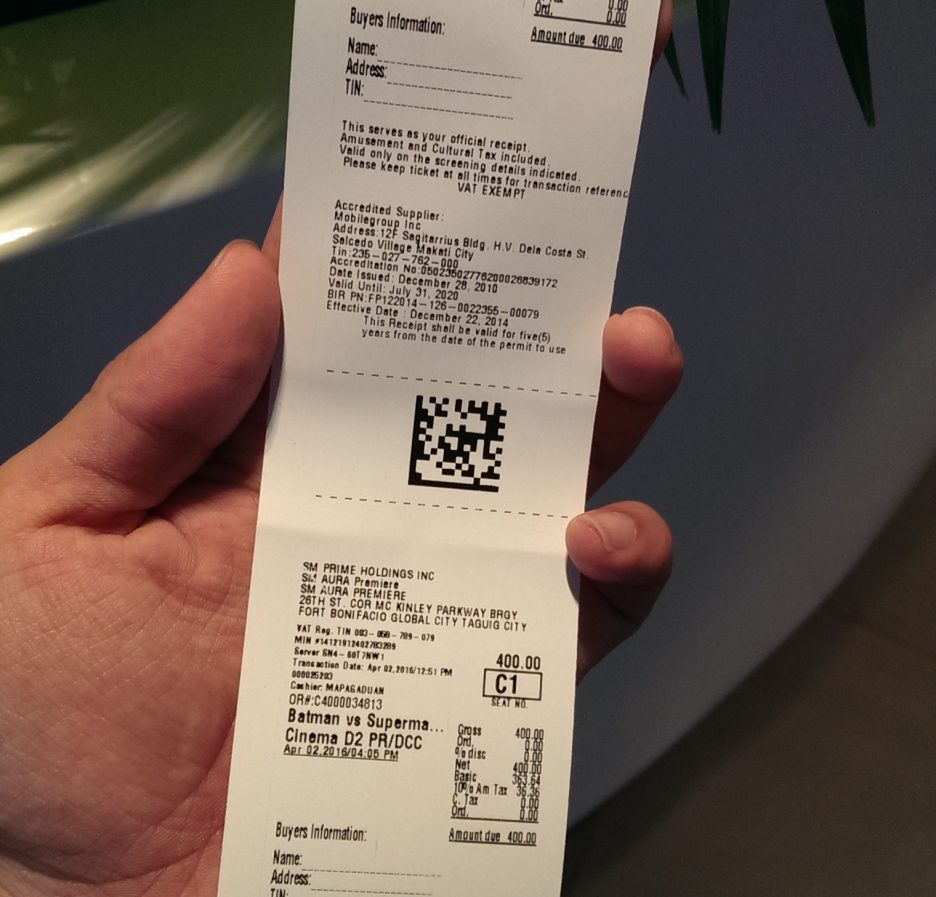 Ord. 0.00
0.00
Amount due 400.00
Buyers Information:
Name:
Address:
TIN:
This serves as your official receipt.
Amusement and Cultural Tax included.
Valid only on the screening details indicated.
Please keep ticket at all times for transaction referenc
VAT EXEMPT
Accredited Supplier:
Mobilegroup Inc
Address:12F Sagitarrius Bldg. H.V. Dela Costa St.
Salcedo Village Makati City
Tin:235-027-762-000
Accreditation No:05023502776200026839172
Date Issued: December 28, 2010
Valid Until: July 31, 2020
BIR PN:FP122014-126-0022355-00079
Effective Date : December 22, 2014
This Receipt shall be valid for five(5)
years from the date of the permit to use
SM PRIME HOLDINGS INC
SM AURA Premiere
SM AURA PREMIERE
26TH ST. COR MC KINLEY PARKWAY BRGY
FORT BONIFACIO GLOBAL CITY TAGUIG CITY
VAT Reg. TIN 003-058-789-079
MIN #14121912402783289
Server SN4-60T7NW1
Transaction Date: Apr 02,2016/12:51 PM
000025203
Cashier: MAPAGADUAN
OR#:C4000034813
Batman vs Superma...
Cinema D2 PR/DCC
Apr 02,2016/04:05 PM
400.00
C1
SEAT NO.
Gross 400.00
Ord. 0.00
% disc 0.00
Net 400.00
Basic 363.64
10% Am Tax 36.36
C. Tax 0.00
Ord. 0.00
Amount due 400.00
Buyers Information:
Name:
Address:
TIN: